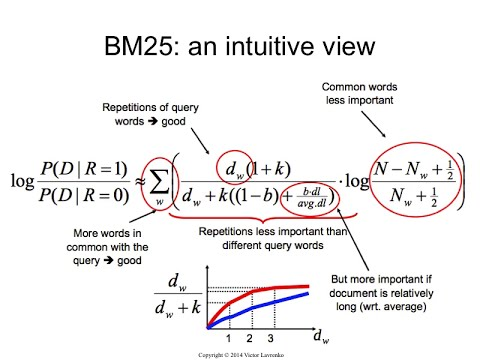 BM25: an intuitive view
Common words
less important
Repetitions of query
words → good
log P(D | R = 1) / P(D | R = 0) ≈ ∑_w ( d_w(1 + k) / (d_w + k((1 − b) + b·dl / avg.dl)) · log (N − N_w + 1/2) / (N_w + 1/2) )
More words in
common with the
query → good
Repetitions less important than
different query words
But more important if
document is relatively
long (wrt. average)
d_w / (d_w + k)
1 2 3 d_w
Copyright © 2014 Victor Lavrenko